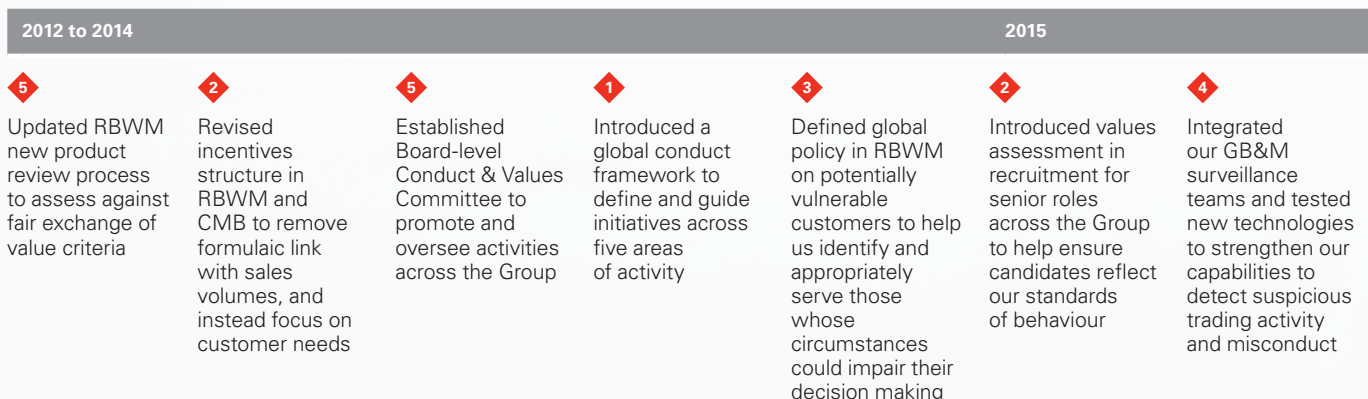 2012 to 2014
2015
5
Updated RBWM
new product
review process
to assess against
fair exchange of
value criteria
2
Revised
incentives
structure in
RBWM and
CMB to remove
formulaic link
with sales
volumes, and
instead focus on
customer needs
5
Established
Board-level
Conduct & Values
Committee to
promote and
oversee activities
across the Group
1
Introduced a
global conduct
framework to
define and guide
initiatives across
five areas
of activity
3
Defined global
policy in RBWM
on potentially
vulnerable
customers to help
us identify and
appropriately
serve those
whose
circumstances
could impair their
decision making
2
Introduced values
assessment in
recruitment for
senior roles
across the Group
to help ensure
candidates reflect
our standards
of behaviour
4
Integrated
our GB&M
surveillance
teams and tested
new technologies
to strengthen our
capabilities to
detect suspicious
trading activity
and misconduct